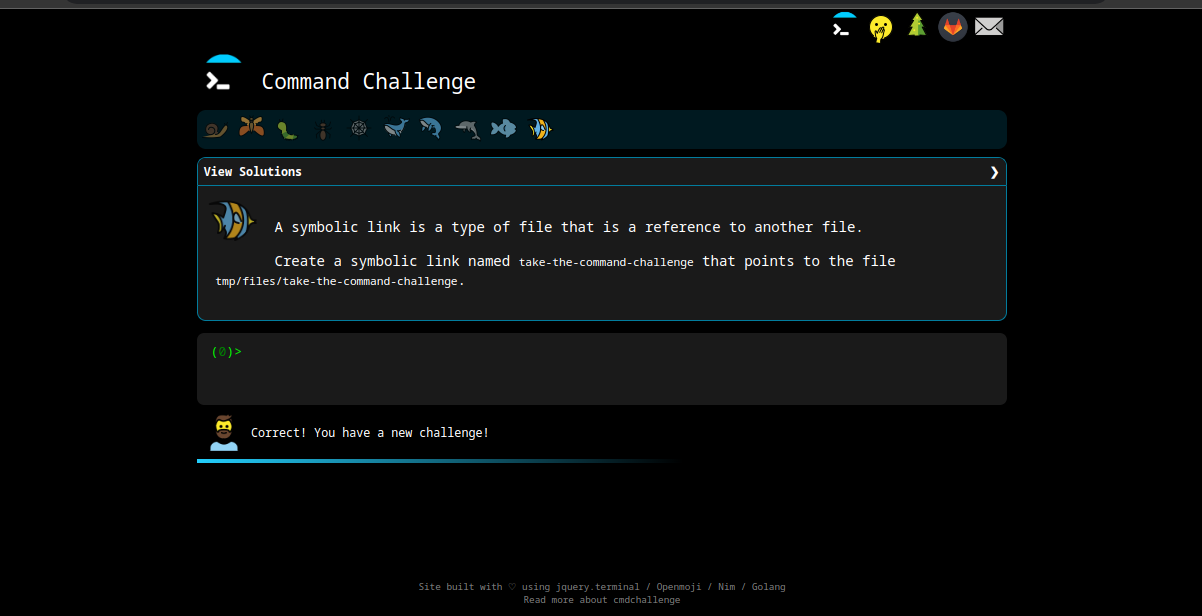 Command Challenge
View Solutions ❯
A symbolic link is a type of file that is a reference to another file.
Create a symbolic link named take-the-command-challenge that points to the file
tmp/files/take-the-command-challenge.
(0)>
Correct! You have a new challenge!
Site built with ♡ using jquery.terminal / Openmoji / Nim / Golang
Read more about cmdchallenge